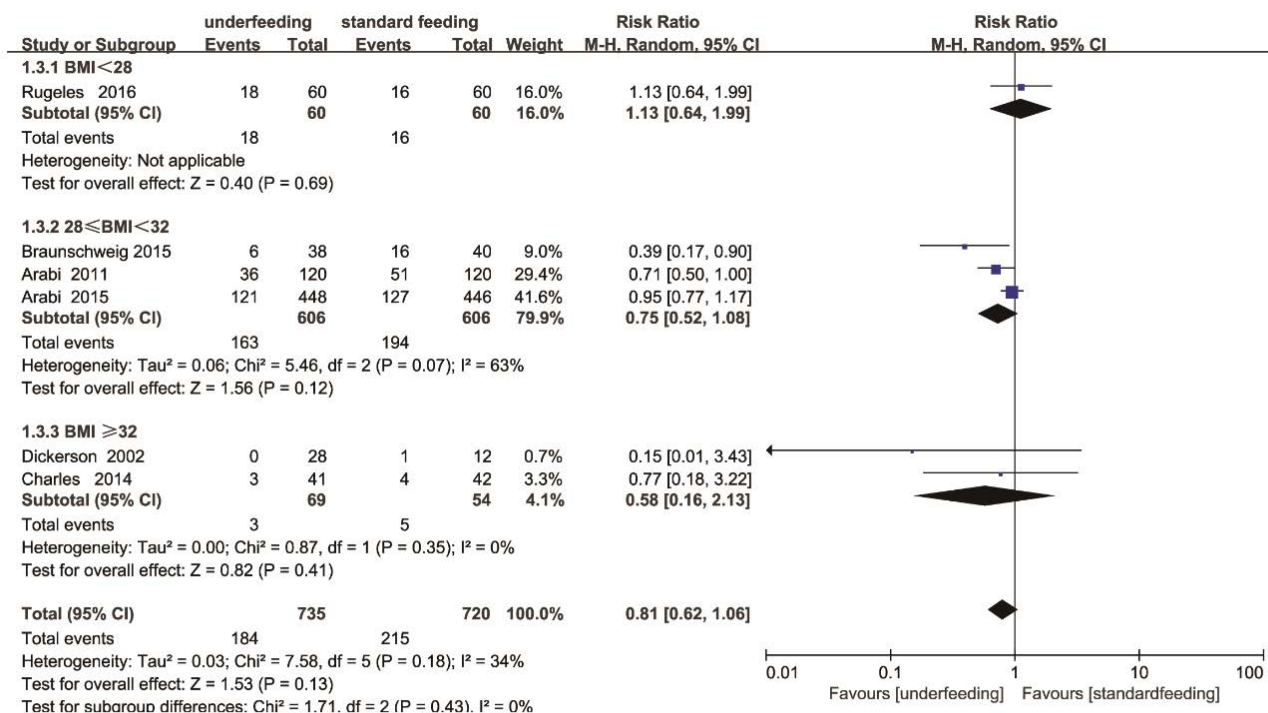 underfeeding standard feeding Risk Ratio Risk Ratio
Study or Subgroup Events Total Events Total Weight M-H, Random, 95% CI M-H, Random, 95% CI
1.3.1 BMI<28
Rugeles 2016 18 60 16 60 16.0% 1.13 [0.64, 1.99]
Subtotal (95% CI) 60 60 16.0% 1.13 [0.64, 1.99]
Total events 18 16
Heterogeneity: Not applicable
Test for overall effect: Z = 0.40 (P = 0.69)
1.3.2 28≤BMI<32
Braunschweig 2015 6 38 16 40 9.0% 0.39 [0.17, 0.90]
Arabi 2011 36 120 51 120 29.4% 0.71 [0.50, 1.00]
Arabi 2015 121 448 127 446 41.6% 0.95 [0.77, 1.17]
Subtotal (95% CI) 606 606 79.9% 0.75 [0.52, 1.08]
Total events 163 194
Heterogeneity: Tau² = 0.06; Chi² = 5.46, df = 2 (P = 0.07); I² = 63%
Test for overall effect: Z = 1.56 (P = 0.12)
1.3.3 BMI ≥32
Dickerson 2002 0 28 1 12 0.7% 0.15 [0.01, 3.43]
Charles 2014 3 41 4 42 3.3% 0.77 [0.18, 3.22]
Subtotal (95% CI) 69 54 4.1% 0.58 [0.16, 2.13]
Total events 3 5
Heterogeneity: Tau² = 0.00; Chi² = 0.87, df = 1 (P = 0.35); I² = 0%
Test for overall effect: Z = 0.82 (P = 0.41)
Total (95% CI) 735 720 100.0% 0.81 [0.62, 1.06]
Total events 184 215
Heterogeneity: Tau² = 0.03; Chi² = 7.58, df = 5 (P = 0.18); I² = 34%
Test for overall effect: Z = 1.53 (P = 0.13)
Test for subgroup differences: Chi² = 1.71, df = 2 (P = 0.43), I² = 0%
0.01 0.1 1 10 100
Favours [underfeeding] Favours [standardfeeding]